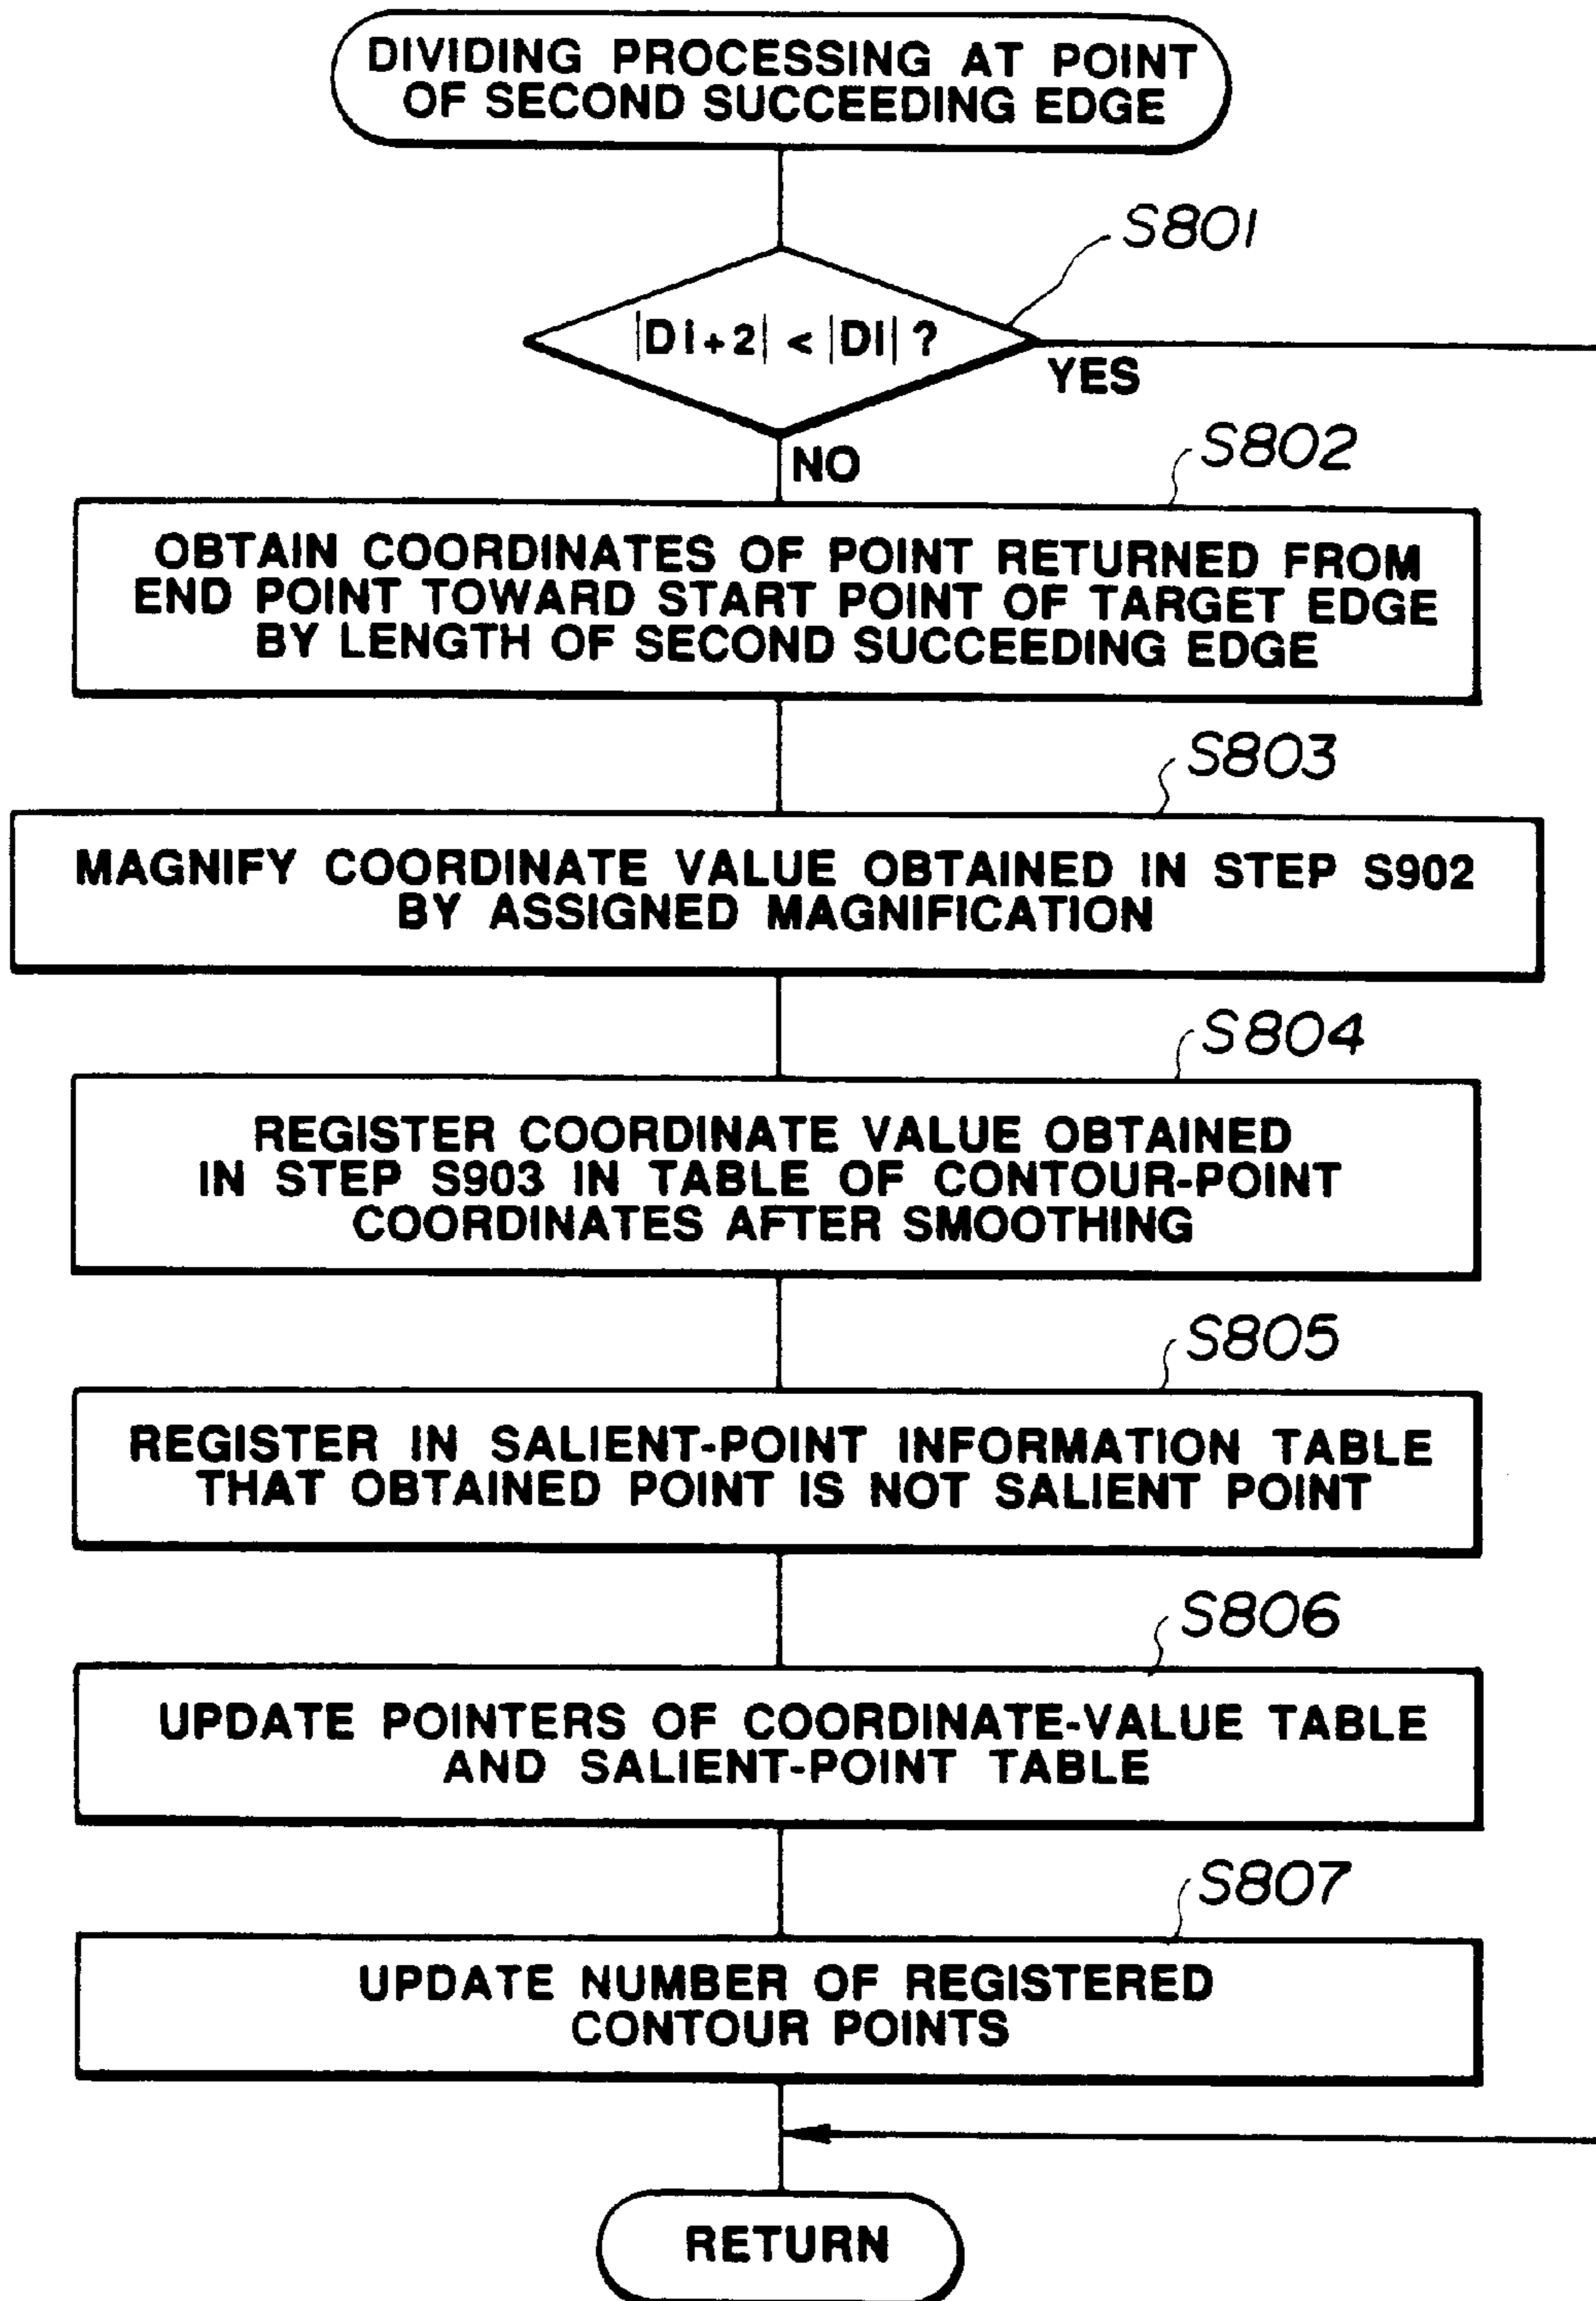 DIVIDING PROCESSING AT POINT
OF SECOND SUCCEEDING EDGE
S801
|Di+2| < |DI| ?
YES
NO
S802
OBTAIN COORDINATES OF POINT RETURNED FROM
END POINT TOWARD START POINT OF TARGET EDGE
BY LENGTH OF SECOND SUCCEEDING EDGE
S803
MAGNIFY COORDINATE VALUE OBTAINED IN STEP S902
BY ASSIGNED MAGNIFICATION
S804
REGISTER COORDINATE VALUE OBTAINED
IN STEP S903 IN TABLE OF CONTOUR-POINT
COORDINATES AFTER SMOOTHING
S805
REGISTER IN SALIENT-POINT INFORMATION TABLE
THAT OBTAINED POINT IS NOT SALIENT POINT
S806
UPDATE POINTERS OF COORDINATE-VALUE TABLE
AND SALIENT-POINT TABLE
S807
UPDATE NUMBER OF REGISTERED
CONTOUR POINTS
RETURN